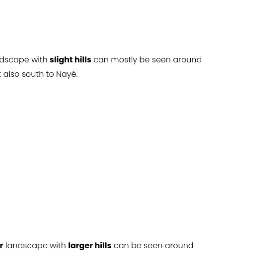 dscape with slight hills can mostly be seen around
also south to Nayé.
r landscape with larger hills can be seen around